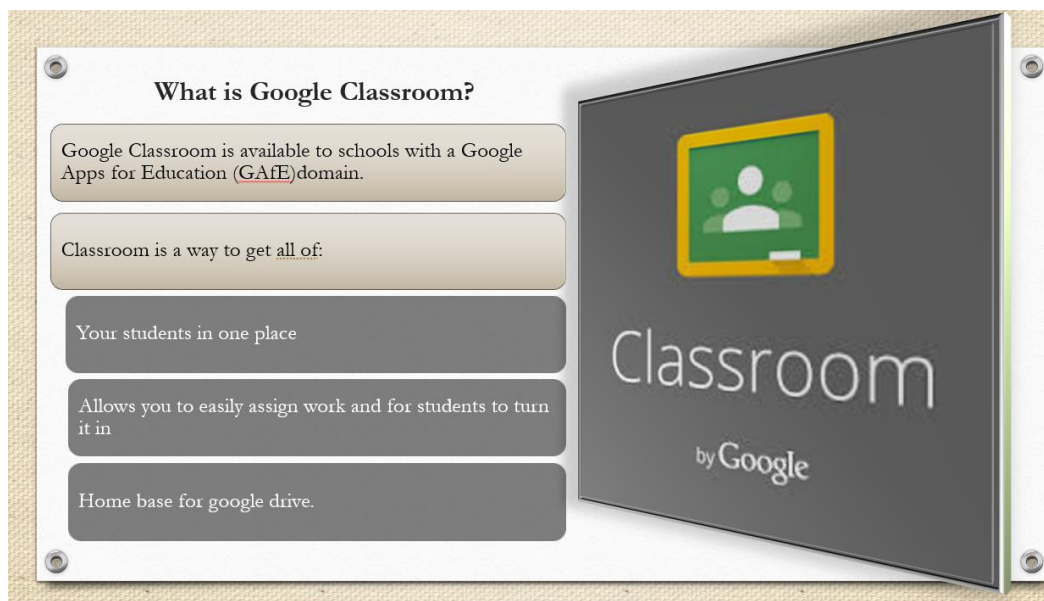 What is Google Classroom?
Google Classroom is available to schools with a Google
Apps for Education (GAfE)domain.
Classroom is a way to get all of:
Your students in one place
Allows you to easily assign work and for students to turn
it in
Home base for google drive.
Classroom
by Google